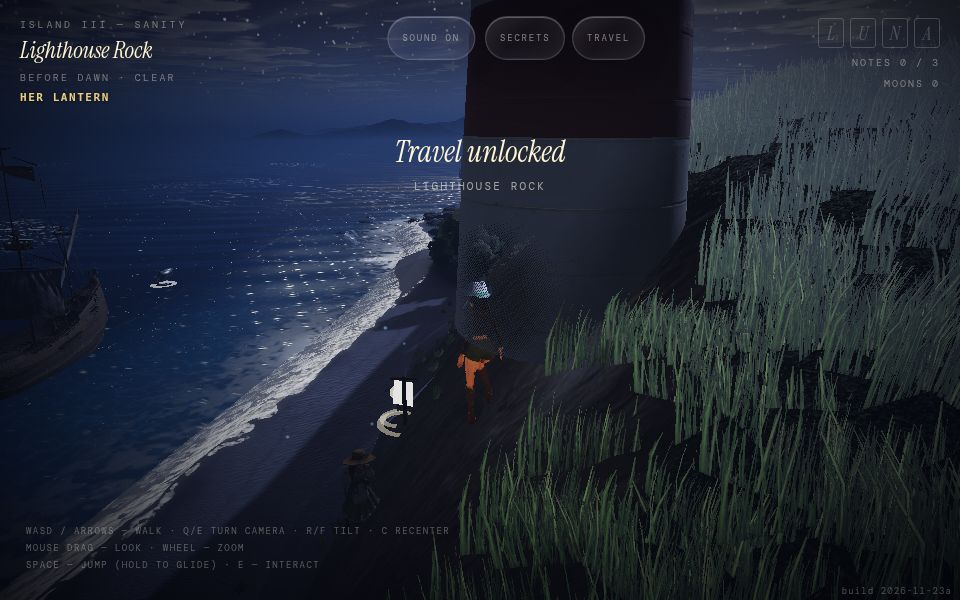 ISLAND III — SANITY
Lighthouse Rock
BEFORE DAWN · CLEAR
HER LANTERN
SOUND ON
SECRETS
TRAVEL
L U N A
NOTES 0 / 3
MOONS 0
Travel unlocked
LIGHTHOUSE ROCK
WASD / ARROWS — WALK · Q/E TURN CAMERA · R/F TILT · C RECENTER
MOUSE DRAG — LOOK · WHEEL — ZOOM
SPACE — JUMP (HOLD TO GLIDE) · E — INTERACT
build 2026-11-23a